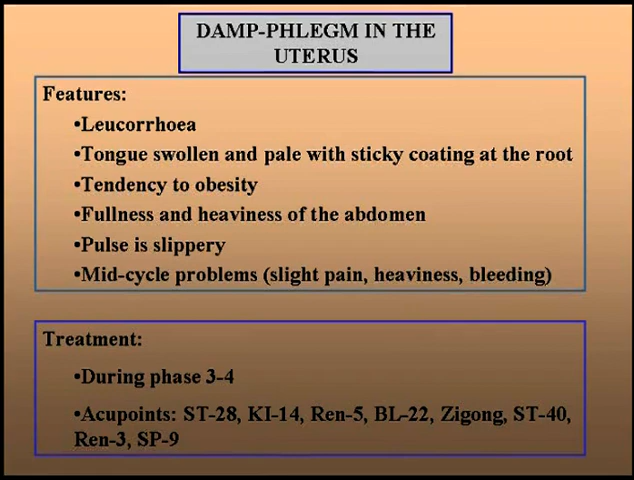 DAMP-PHLEGM IN THE
UTERUS
Features:
•Leucorrhoea
•Tongue swollen and pale with sticky coating at the root
•Tendency to obesity
•Fullness and heaviness of the abdomen
•Pulse is slippery
•Mid-cycle problems (slight pain, heaviness, bleeding)
Treatment:
•During phase 3-4
•Acupoints: ST-28, KI-14, Ren-5, BL-22, Zigong, ST-40,
Ren-3, SP-9